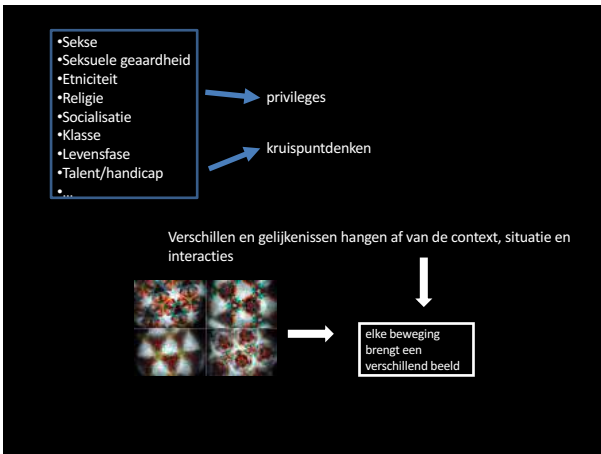 •Sekse
•Seksuele geaardheid
•Etniciteit
•Religie
•Socialisatie
•Klasse
•Levensfase
•Talent/handicap
•...
privileges
kruispuntdenken
Verschillen en gelijkenissen hangen af van de context, situatie en
interacties
elke beweging
brengt een
verschillend beeld